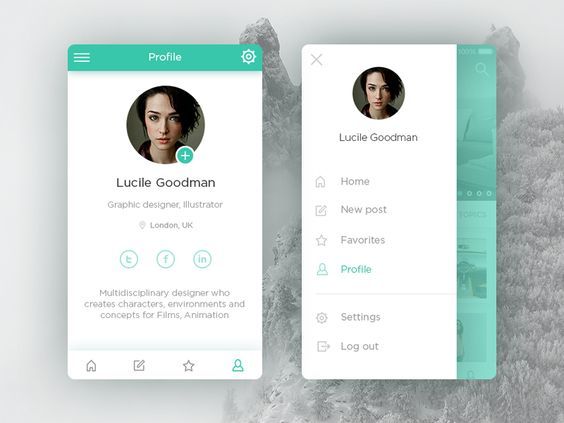 Profile
Lucile Goodman
Graphic designer, Illustrator
London, UK
t
f
in
Multidisciplinary designer who
creates characters, environments and
concepts for Films, Animation
100%
Lucile Goodman
Home
New post
Favorites
Profile
TOPICS
Settings
Log out